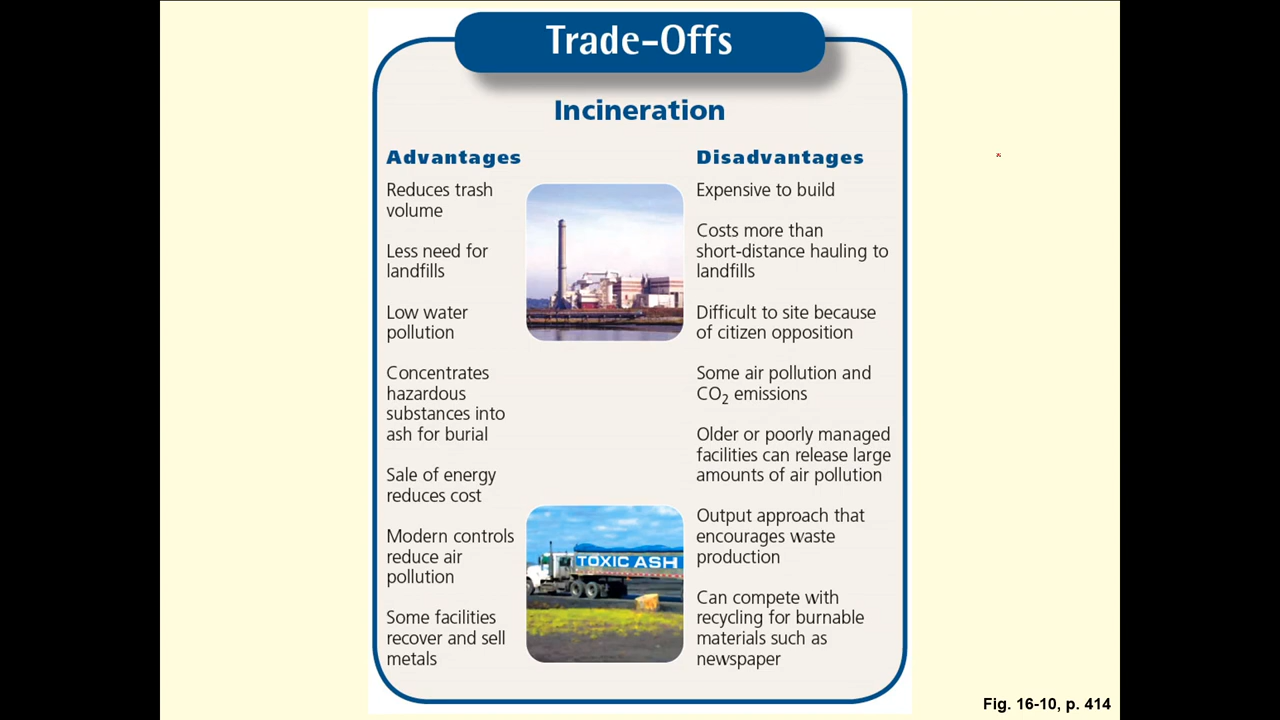 Trade-Offs
Incineration
Advantages
Reduces trash
volume
Less need for
landfills
Low water
pollution
Concentrates
hazardous
substances into
ash for burial
Sale of energy
reduces cost
Modern controls
reduce air
pollution
Some facilities
recover and sell
metals
TOXIC ASH
Disadvantages
Expensive to build
Costs more than
short-distance hauling to
landfills
Difficult to site because
of citizen opposition
Some air pollution and
CO₂ emissions
Older or poorly managed
facilities can release large
amounts of air pollution
Output approach that
encourages waste
production
Can compete with
recycling for burnable
materials such as
newspaper
Fig. 16-10, p. 414